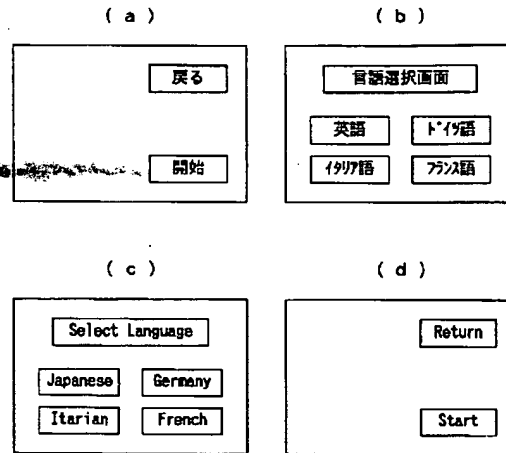 ( a )
( b )
戻る
開始
言語選択画面
英語 ドイツ語
イタリア語 フランス語
( c )
( d )
Select Language
Japanese Germany
Itarian French
Return
Start